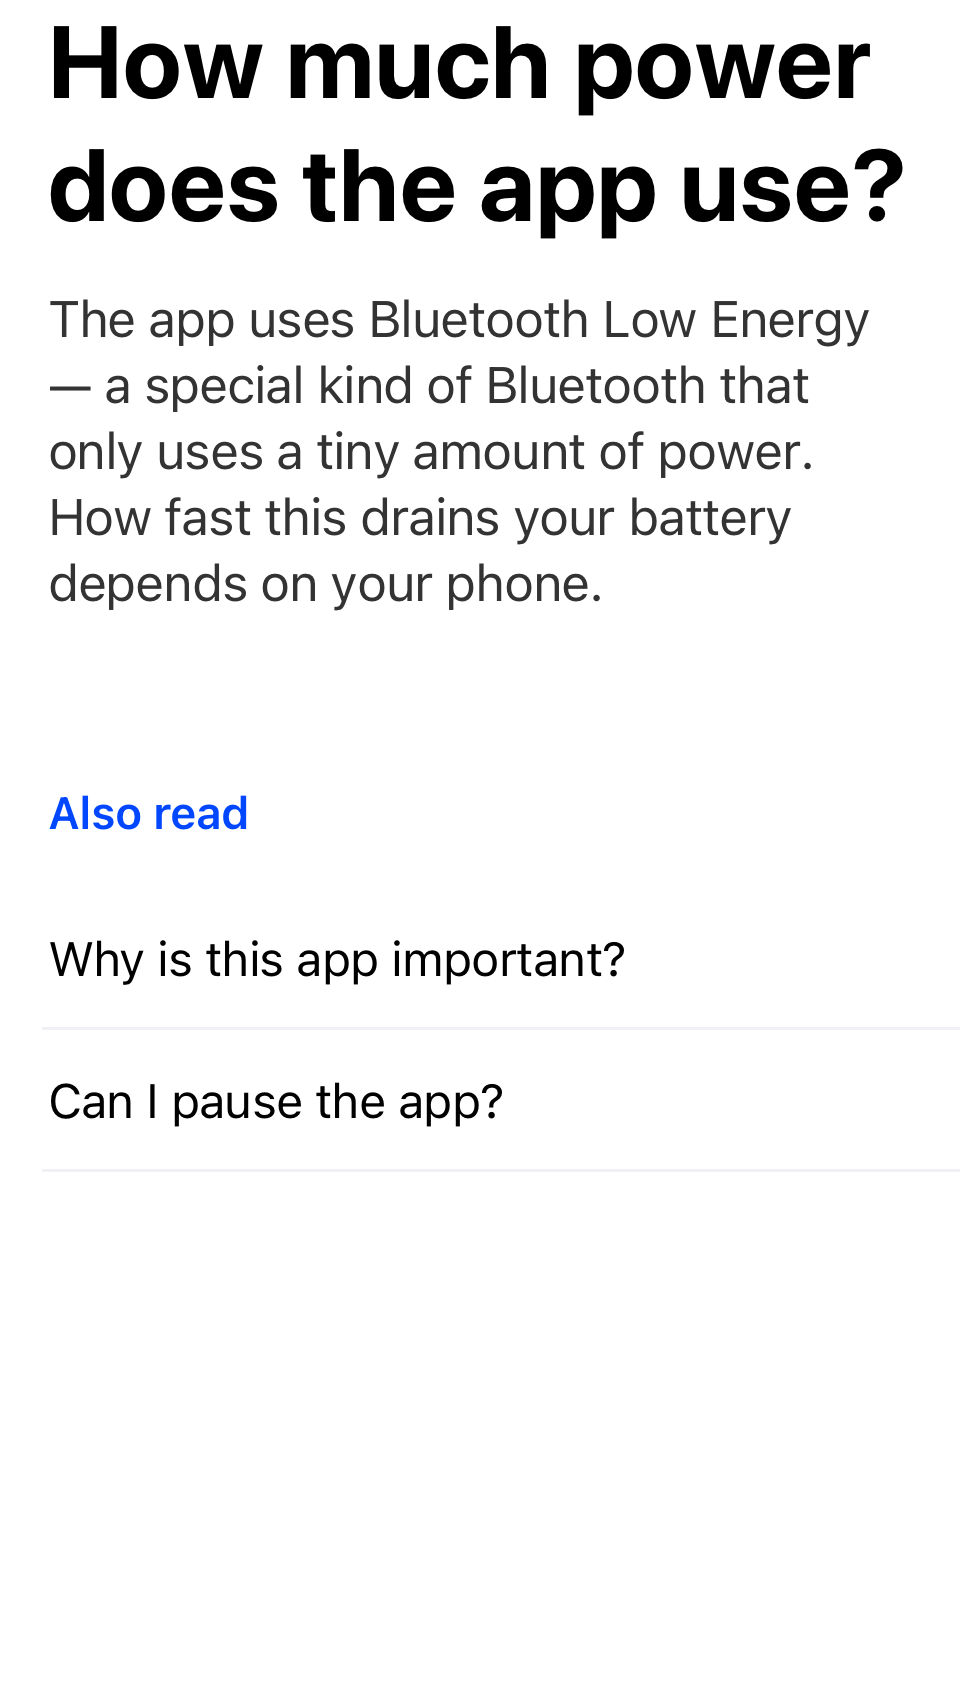 How much power
does the app use?
The app uses Bluetooth Low Energy
— a special kind of Bluetooth that
only uses a tiny amount of power.
How fast this drains your battery
depends on your phone.
Also read
Why is this app important?
Can I pause the app?